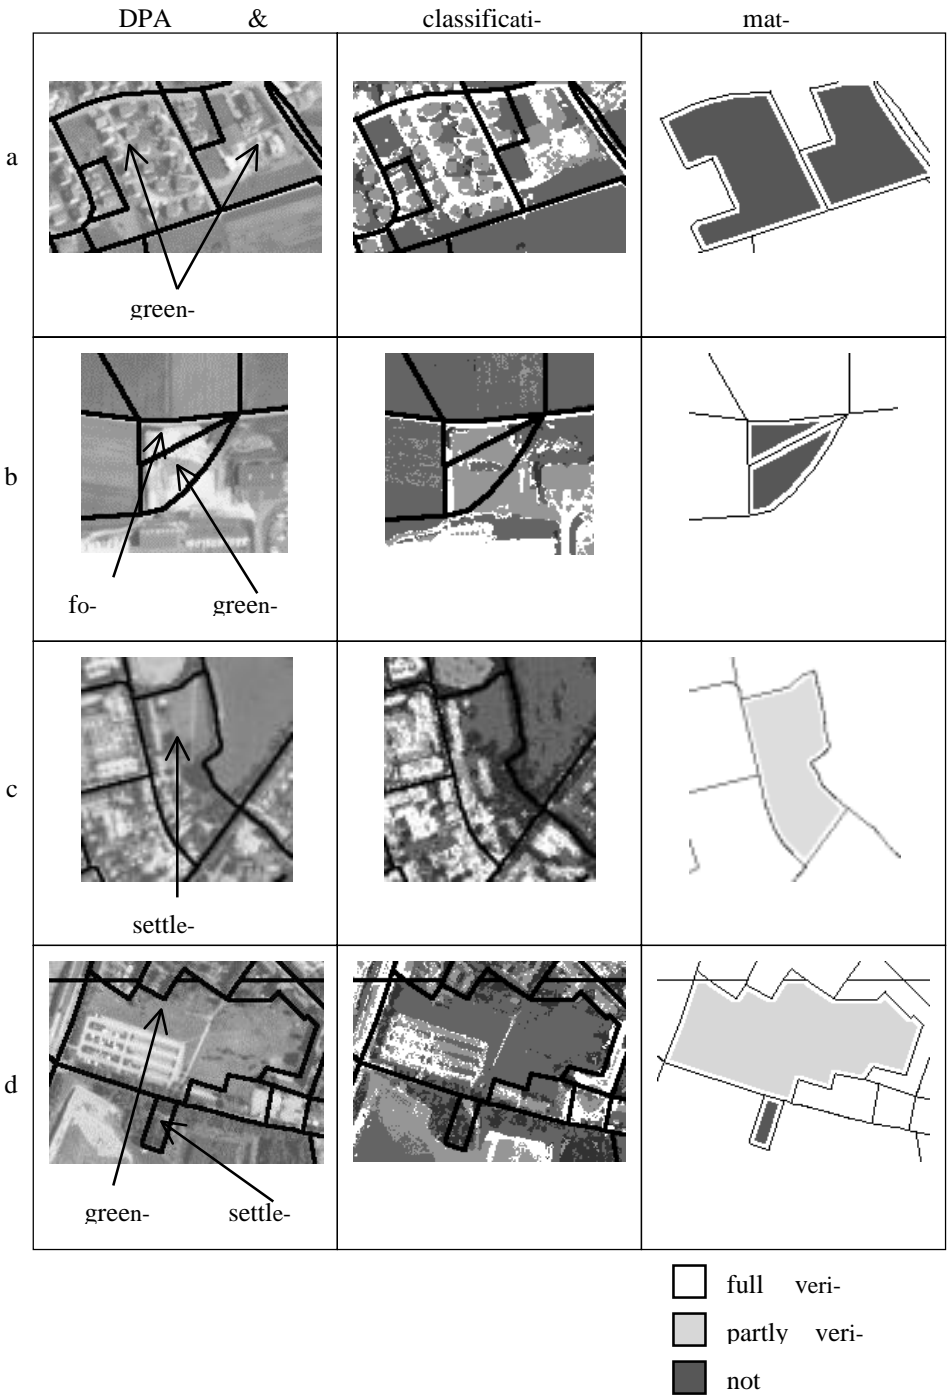 DPA & classificati- mat-
a
green-
b
fo- green-
c
settle-
d
green- settle-
full veri-
partly veri-
not